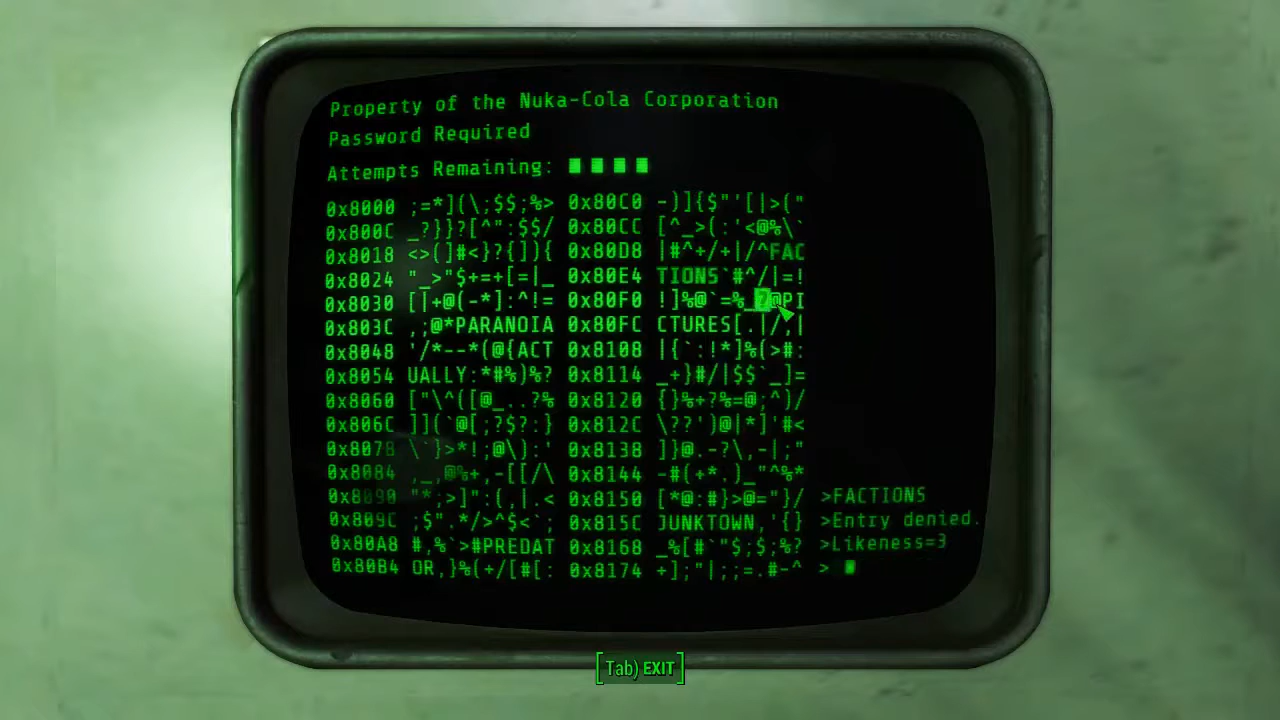 Property of the Nuka-Cola Corporation
Password Required
Attempts Remaining: ■ ■ ■ ■
0x8000 ;=*](\;$$;%> 0x80C0 -)]{$"'[|>("
0x800C _?}}?[^":$$/ 0x80CC [^_>(:'<@%\`
0x8018 <>(]#<}?{]){ 0x80D8 |#^+/+|/^FAC
0x8024 "_>"$+=+[=|_ 0x80E4 TIONS`#^/|=!
0x8030 [|+@(-*]:^!= 0x80F0 !]%@`=%_?@PI
0x803C ,;@*PARANOIA 0x80FC CTURES[.|/,|
0x8048 '/*--*(@{ACT 0x8108 |{`:!*]%(>#:
0x8054 UALLY:*#%)%? 0x8114 _+}#/|$$`_]=
0x8060 ["\^([@_..?% 0x8120 {}%+?%=@;^)/
0x806C ]](`@[;?$?:} 0x812C \??')@|*]'#<
0x8078 \`}>*!;@\):' 0x8138 ]}@.-?\,-|;"
0x8084 ,_,@%+,-[[/\ 0x8144 -#(+*.)_"^%*
0x8090 "*;>]":{,|.< 0x8150 [*@:#}>@="}/ >FACTIONS
0x809C ;$".*/>^$<`; 0x815C JUNKTOWN,'{} >Entry denied.
0x80A8 #,%`>#PREDAT 0x8168 _%[#`"$;$;%? >Likeness=3
0x80B4 OR,}%(+/[#[: 0x8174 +];"|;;=.#-^ > ■
[Tab) EXIT]